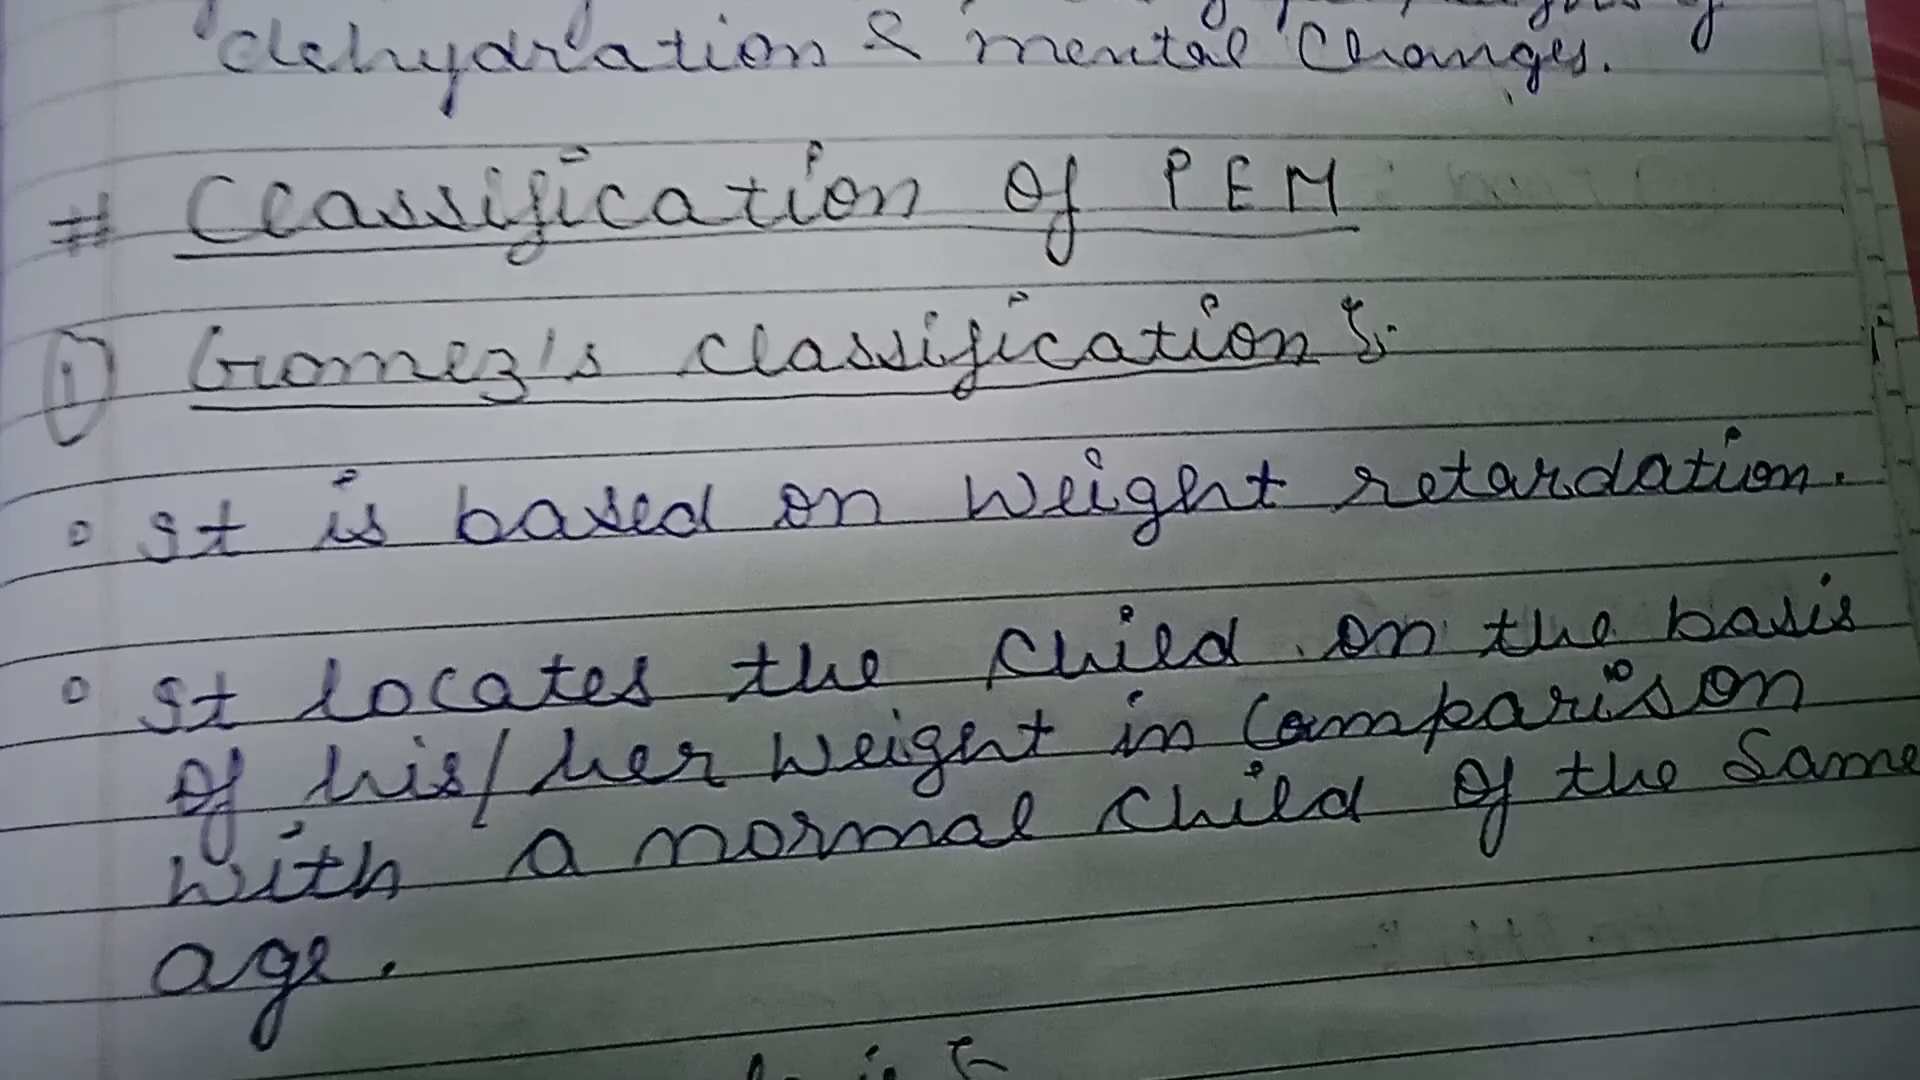 dehydration & mental changes.
# Classification of PEM
① Gomez's classification :-
• It is based on weight retardation.
• It locates the child on the basis
of his/her weight in comparison
with a normal child of the same
age.